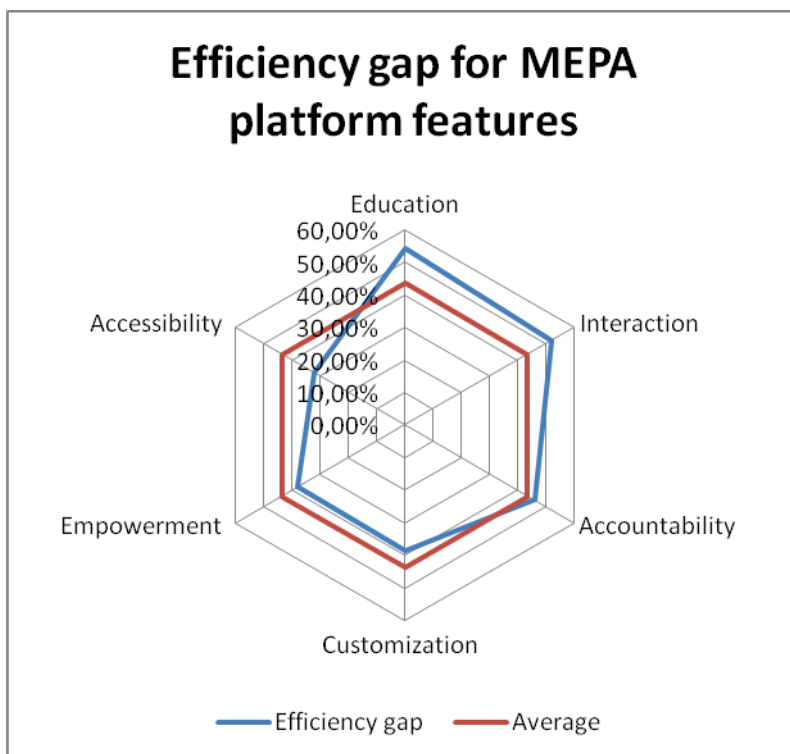 Efficiency gap for MEPA
platform features
Education
60,00%
50,00%
40,00%
30,00%
20,00%
10,00%
0,00%
Accessibility
Interaction
Empowerment
Accountability
Customization
Efficiency gap
Average